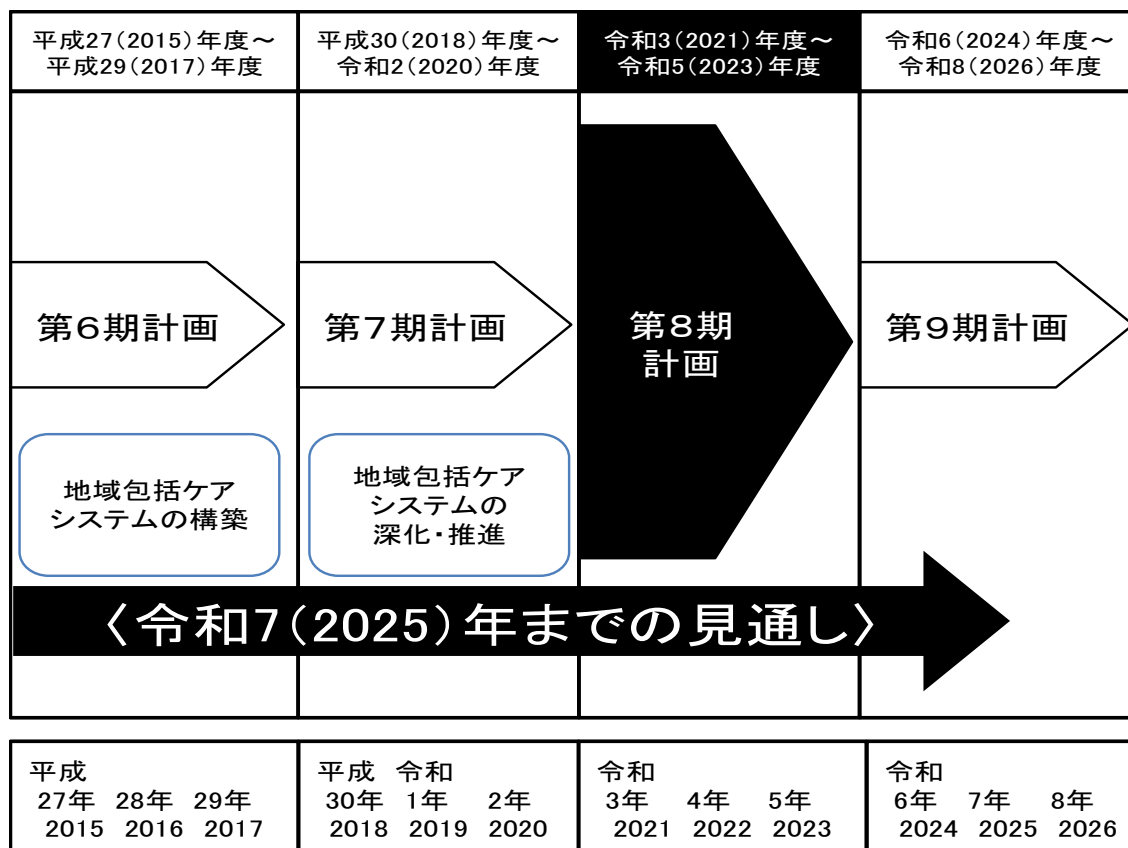 平成27(2015)年度～
平成29(2017)年度
平成30(2018)年度～
令和2(2020)年度
令和3(2021)年度～
令和5(2023)年度
令和6(2024)年度～
令和8(2026)年度
第6期計画
第7期計画
第8期
計画
第9期計画
地域包括ケア
システムの構築
地域包括ケア
システムの
深化・推進
〈令和7(2025)年までの見通し〉
平成
27年 28年 29年
2015 2016 2017
平成 令和
30年 1年 2年
2018 2019 2020
令和
3年 4年 5年
2021 2022 2023
令和
6年 7年 8年
2024 2025 2026